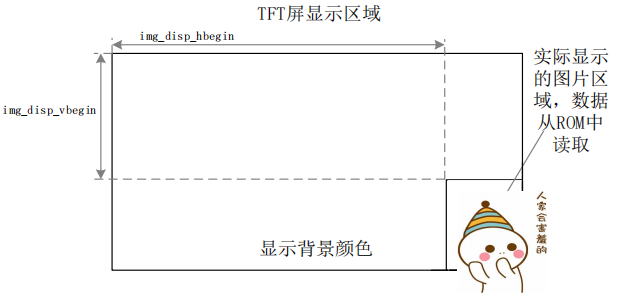 TFT屏显示区域
img_disp_hbegin
img_disp_vbegin
实际显示
的图片区
域，数据
从ROM中
读取
显示背景颜色
人家会害羞的